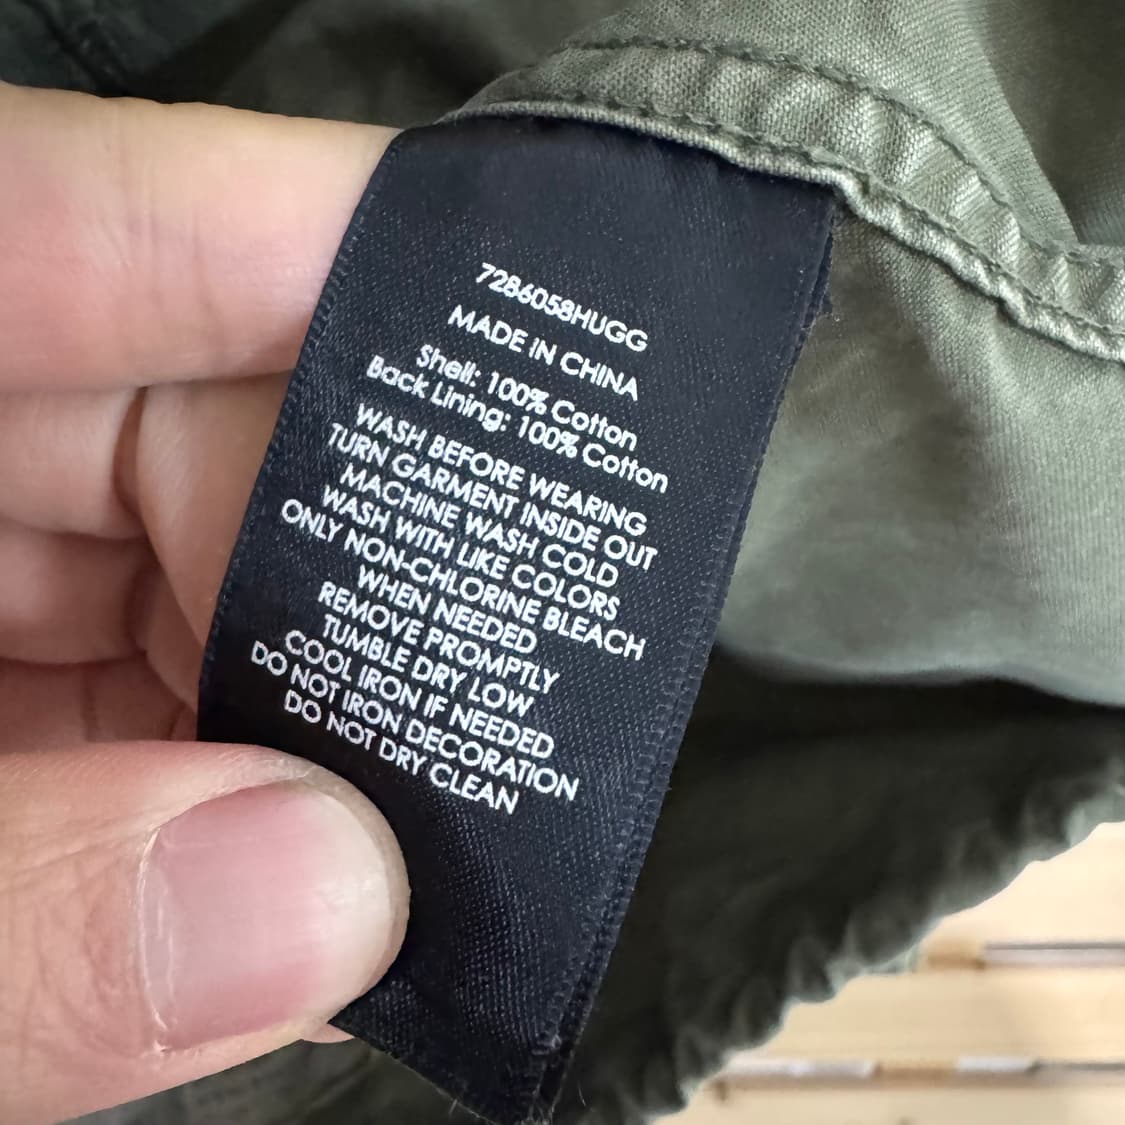 7286058HUGG
MADE IN CHINA
Shell: 100% Cotton
Back Lining: 100% Cotton
WASH BEFORE WEARING
TURN GARMENT INSIDE OUT
MACHINE WASH COLD
WASH WITH LIKE COLORS
ONLY NON-CHLORINE BLEACH
WHEN NEEDED
REMOVE PROMPTLY
TUMBLE DRY LOW
COOL IRON IF NEEDED
DO NOT IRON DECORATION
DO NOT DRY CLEAN